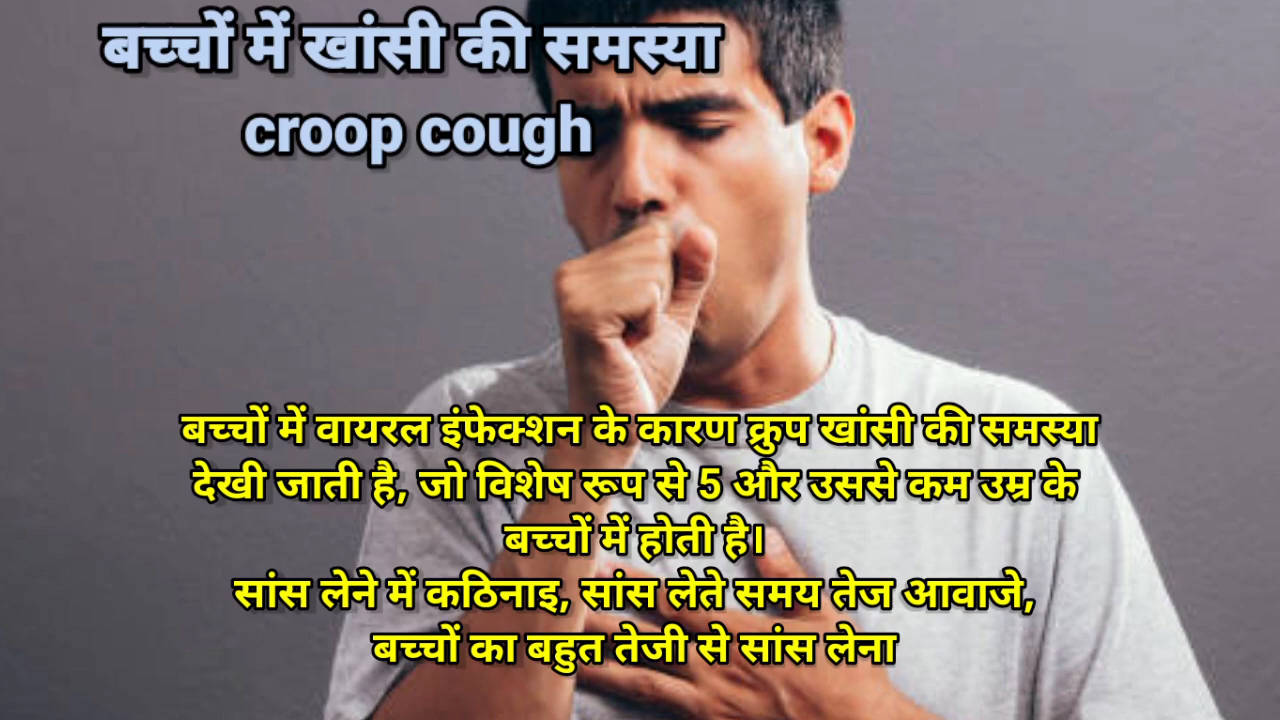 बच्चों में खांसी की समस्या
croop cough
बच्चों में वायरल इंफेक्शन के कारण क्रुप खांसी की समस्या
देखी जाती है, जो विशेष रूप से 5 और उससे कम उम्र के
बच्चों में होती है।
सांस लेने में कठिनाइ, सांस लेते समय तेज आवाजे,
बच्चों का बहुत तेजी से सांस लेना